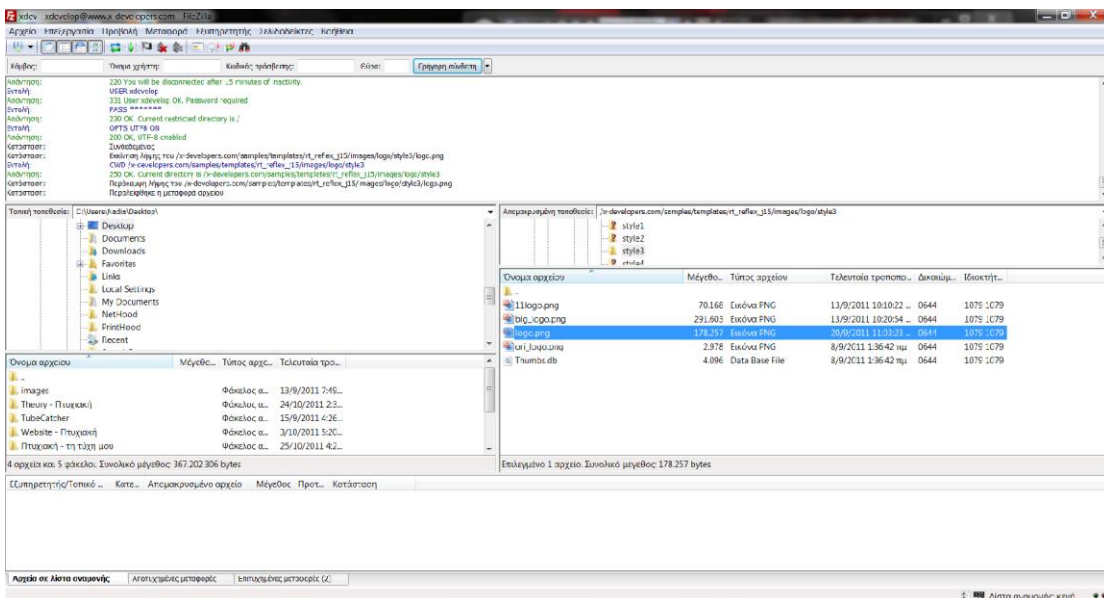 xdev - xdevelop@www.x-developers.com - FileZilla
Αρχείο Επεξεργασία Προβολή Μεταφορά Εξυπηρετητής Σελιδοδείκτες Βοήθεια
Κόμβος: Όνομα χρήστη: Κωδικός πρόσβασης: Θύρα: Γρήγορη σύνδεση
Απάντηση: 220 You will be disconnected after 15 minutes of inactivity.
Εντολή: USER xdevelop
Απάντηση: 331 User xdevelop OK. Password required
Εντολή: PASS *******
Απάντηση: 230 OK. Current restricted directory is /
Εντολή: OPTS UTF8 ON
Απάντηση: 200 OK, UTF-8 enabled
Κατάσταση: Συνδεδεμένος
Κατάσταση: Εκκίνηση λήψης του /x-developers.com/samples/templates/rt_reflex_j15/images/logo/style3/logo.png
Εντολή: CWD /x-developers.com/samples/templates/rt_reflex_j15/images/logo/style3
Απάντηση: 250 OK. Current directory is /x-developers.com/samples/templates/rt_reflex_j15/images/logo/style3
Κατάσταση: Παράκαμψη λήψης του /x-developers.com/samples/templates/rt_reflex_j15/images/logo/style3/logo.png
Κατάσταση: Παραλείφθηκε η μεταφορά αρχείου
Τοπική τοποθεσία: C:\Users\Nadia\Desktop\
Desktop
Documents
Downloads
Favorites
Links
Local Settings
My Documents
NetHood
PrintHood
Recent
Όνομα αρχείου Μέγεθο... Τύπος αρχε... Τελευταία τρο...
..
images Φάκελος α... 13/9/2011 7:49...
Theory - Πτυχιακή Φάκελος α... 24/10/2011 2:3...
TubeCatcher Φάκελος α... 15/9/2011 4:26...
Website - Πτυχιακή Φάκελος α... 3/10/2011 5:20...
Πτυχιακή - τη τύχη μου Φάκελος α... 25/10/2011 4:2...
4 αρχεία και 5 φάκελοι. Συνολικό μέγεθος: 367.202.306 bytes
Απομακρυσμένη τοποθεσία: /x-developers.com/samples/templates/rt_reflex_j15/images/logo/style3
style1
style2
style3
style4
Όνομα αρχείου Μέγεθο... Τύπος αρχείου Τελευταία τροποπο... Δικαιώμ... Ιδιοκτήτ...
..
11logo.png 70.168 Εικόνα PNG 13/9/2011 10:10:22 ... 0644 1079 1079
big_logo.png 291.603 Εικόνα PNG 13/9/2011 10:20:54 ... 0644 1079 1079
logo.png 178.257 Εικόνα PNG 20/9/2011 11:03:23 ... 0644 1079 1079
ori_logo.png 2.978 Εικόνα PNG 8/9/2011 1:36:42 πμ 0644 1079 1079
Thumbs.db 4.096 Data Base File 8/9/2011 1:36:42 πμ 0644 1079 1079
Επιλεγμένο 1 αρχείο. Συνολικό μέγεθος: 178.257 bytes
Εξυπηρετητής/Τοπικό ... Κατε... Απομακρυσμένο αρχείο Μέγεθος Προτ... Κατάσταση
Αρχεία σε λίστα αναμονής Αποτυχημένες μεταφορές Επιτυχημένες μεταφορές (2)
Λίστα αναμονής: κενή